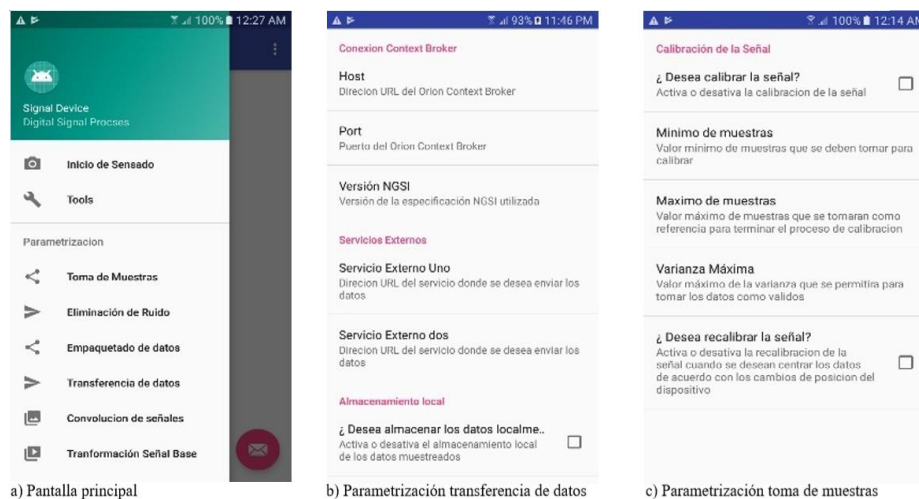 100% 12:27 AM
Signal Device
Digital Signal Procses
Inicio de Sensado
Tools
Parametrizacion
Toma de Muestras
Eliminación de Ruido
Empaquetado de datos
Transferencia de datos
Convolucion de señales
Tranformación Señal Base
a) Pantalla principal
93% 11:46 PM
Conexion Context Broker
Host
Direcion URL del Orion Context Broker
Port
Puerto del Orion Context Broker
Versión NGSI
Versión de la especificación NGSI utilizada
Servicios Externos
Servicio Externo Uno
Direcion URL del servicio donde se desea enviar los
datos
Servicio Externo dos
Direcion URL del servicio donde se desea enviar los
datos
Almacenamiento local
¿ Desea almacenar los datos localme..
Activa o desativa el almacenamiento local
de los datos muestreados
b) Parametrización transferencia de datos
100% 12:14 AM
Calibración de la Señal
¿ Desea calibrar la señal?
Activa o desativa la calibracion de la señal
Minimo de muestras
Valor minimo de muestras que se deben tomar para
calibrar
Maximo de muestras
Valor máximo de muestras que se tomaran como
referencia para terminar el proceso de calibracion
Varianza Máxima
Valor máximo de la varianza que se permitira para
tomar los datos como validos
¿ Desea recalibrar la señal?
Activa o desativa la recalibracion de la
señal cuando se desean centrar los datos
de acuerdo con los cambios de posicion del
dispositivo
c) Parametrización toma de muestras